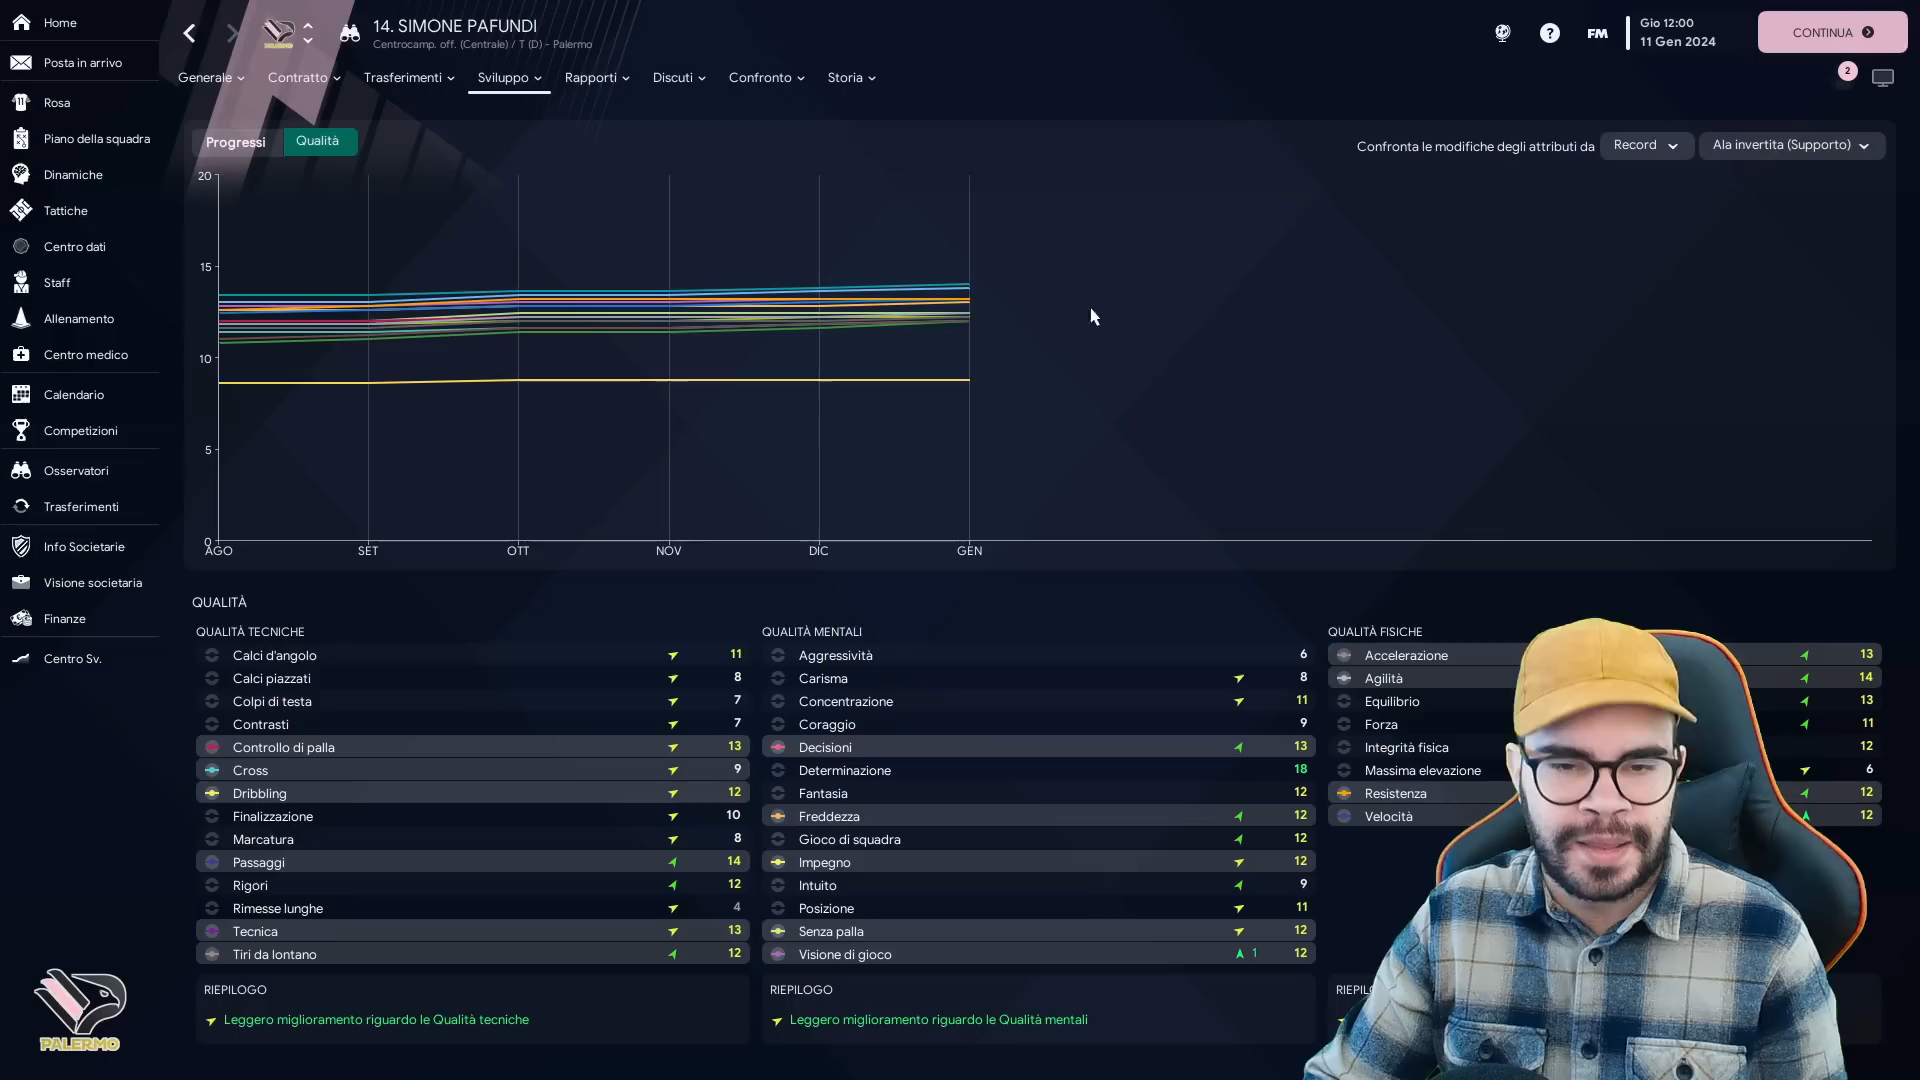 Home
Posta in arrivo
Rosa
Piano della squadra
Dinamiche
Tattiche
Centro dati
Staff
Allenamento
Centro medico
Calendario
Competizioni
Osservatori
Trasferimenti
Info Societarie
Visione societaria
Finanze
Centro Sv.
PALERMO
PALERMO
14. SIMONE PAFUNDI
Centrocamp. off. (Centrale) / T (D) - Palermo
FM
Gio 12:00
11 Gen 2024
CONTINUA
2
Generale
Contratto
Trasferimenti
Sviluppo
Rapporti
Discuti
Confronto
Storia
Progressi
Qualità
Confronta le modifiche degli attributi da
Record
Ala invertita (Supporto)
20
15
10
5
0
AGO SET OTT NOV DIC GEN
QUALITÀ
QUALITÀ TECNICHE
Calci d'angolo 11
Calci piazzati 8
Colpi di testa 7
Contrasti 7
Controllo di palla 13
Cross 9
Dribbling 12
Finalizzazione 10
Marcatura 8
Passaggi 14
Rigori 12
Rimesse lunghe 4
Tecnica 13
Tiri da lontano 12
RIEPILOGO
Leggero miglioramento riguardo le Qualità tecniche
QUALITÀ MENTALI
Aggressività 6
Carisma 8
Concentrazione 11
Coraggio 9
Decisioni 13
Determinazione 18
Fantasia 12
Freddezza 12
Gioco di squadra 12
Impegno 12
Intuito 9
Posizione 11
Senza palla 12
Visione di gioco 1 12
RIEPILOGO
Leggero miglioramento riguardo le Qualità mentali
QUALITÀ FISICHE
Accelerazione 13
Agilità 14
Equilibrio 13
Forza 11
Integrità fisica 12
Massima elevazione 6
Resistenza 12
Velocità 12